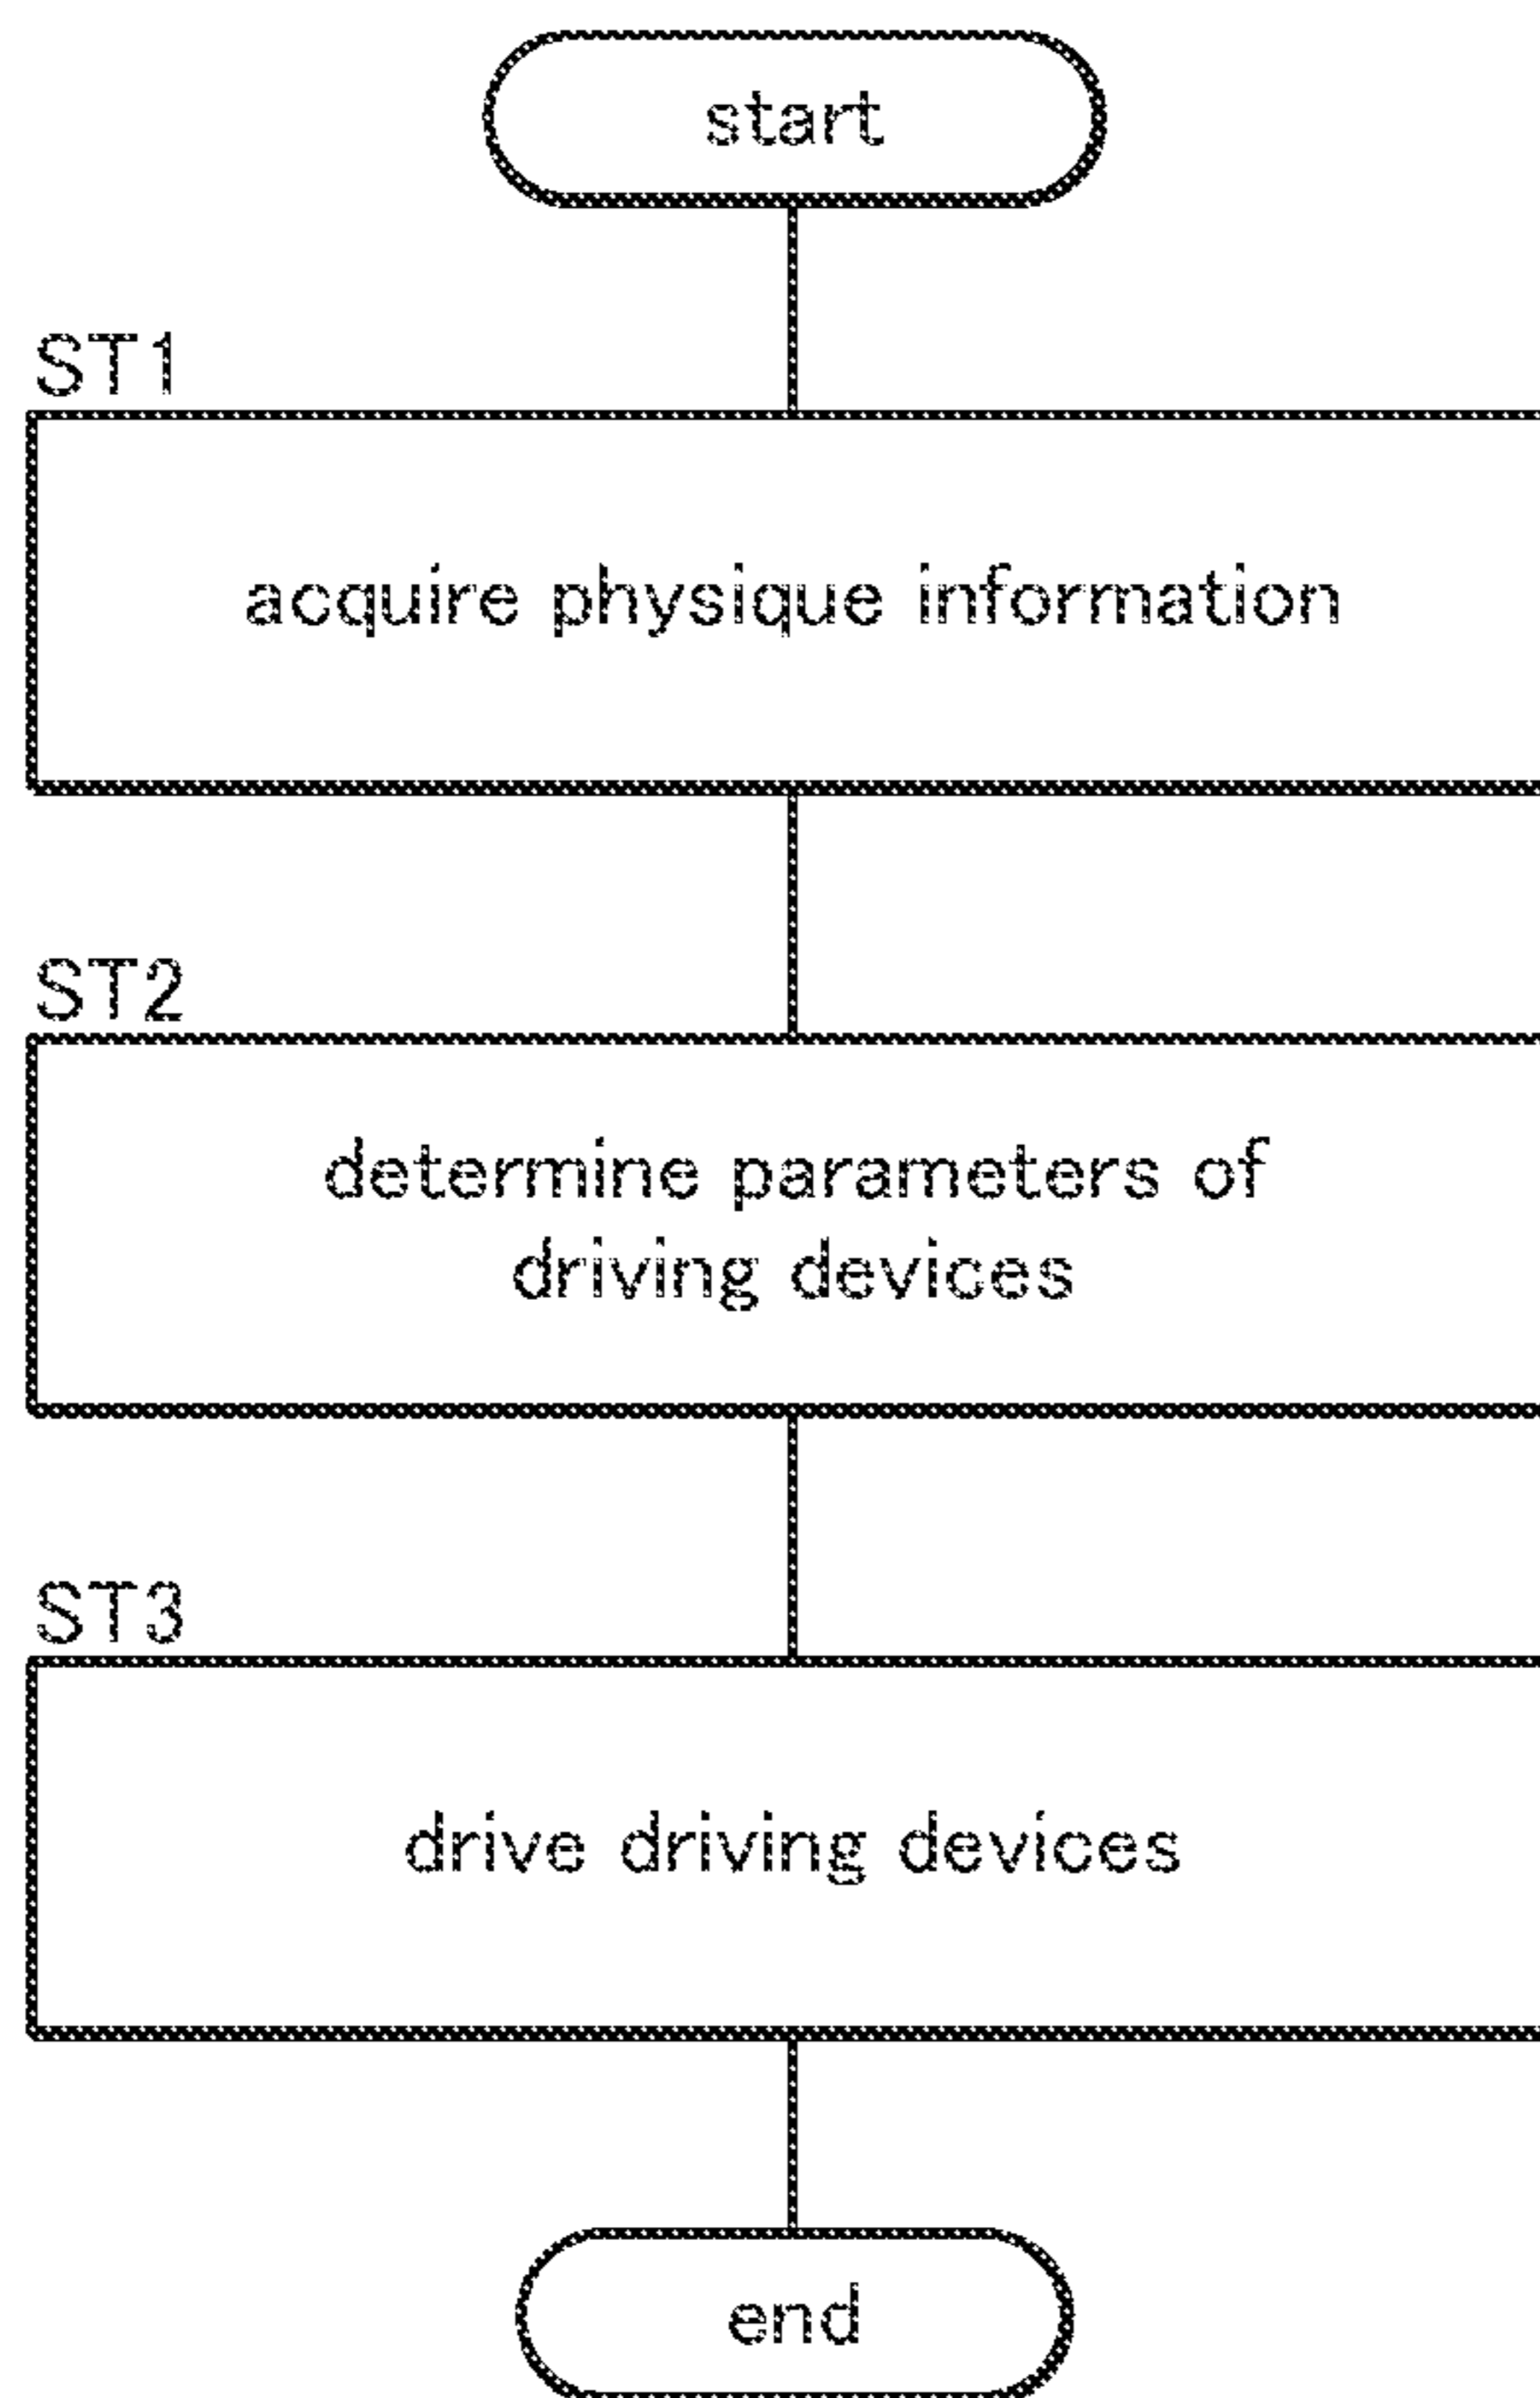 start
ST1
acquire physique information
ST2
determine parameters of
driving devices
ST3
drive driving devices
end